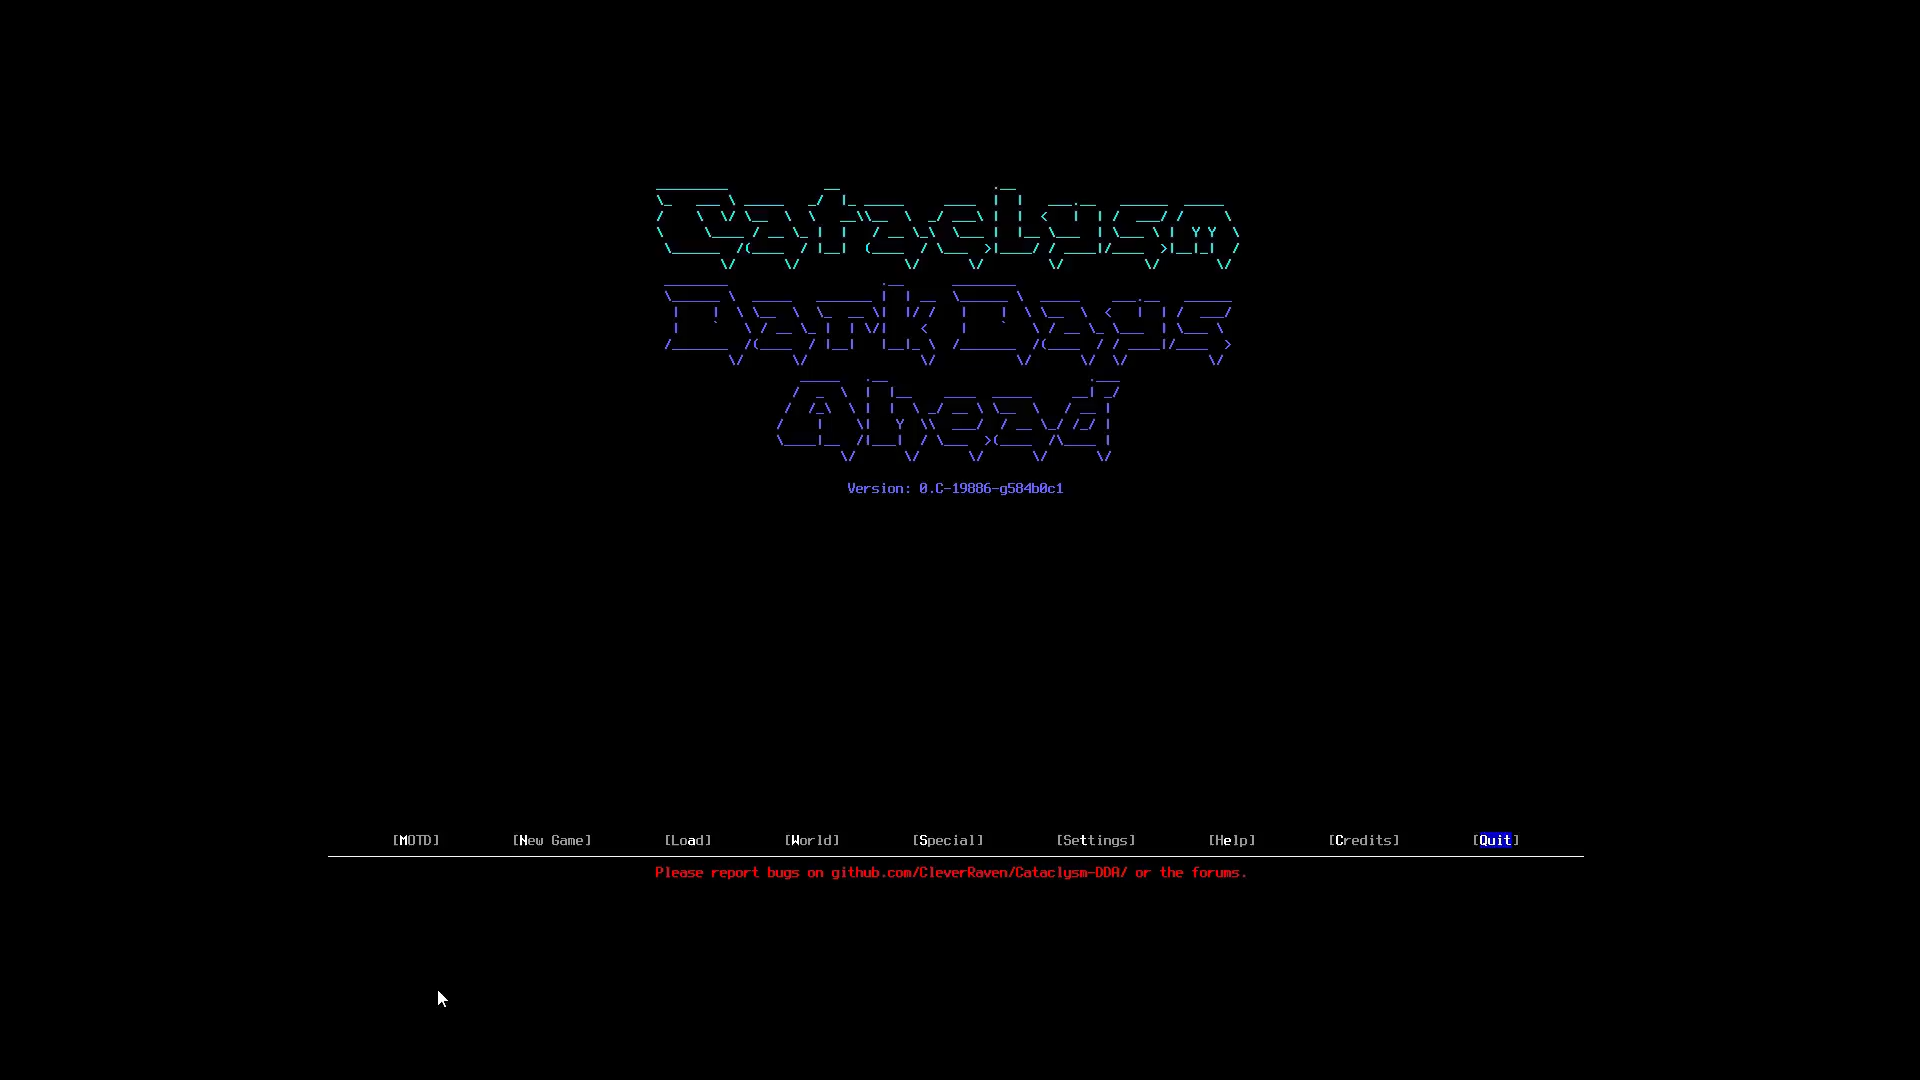 Cataclysm
Dark Days
Ahead
Version: 0.C-19886-g584b0c1
[MOTD] [New Game] [Load] [World] [Special] [Settings] [Help] [Credits] [Quit]
Please report bugs on github.com/CleverRaven/Cataclysm-DDA/ or the forums.